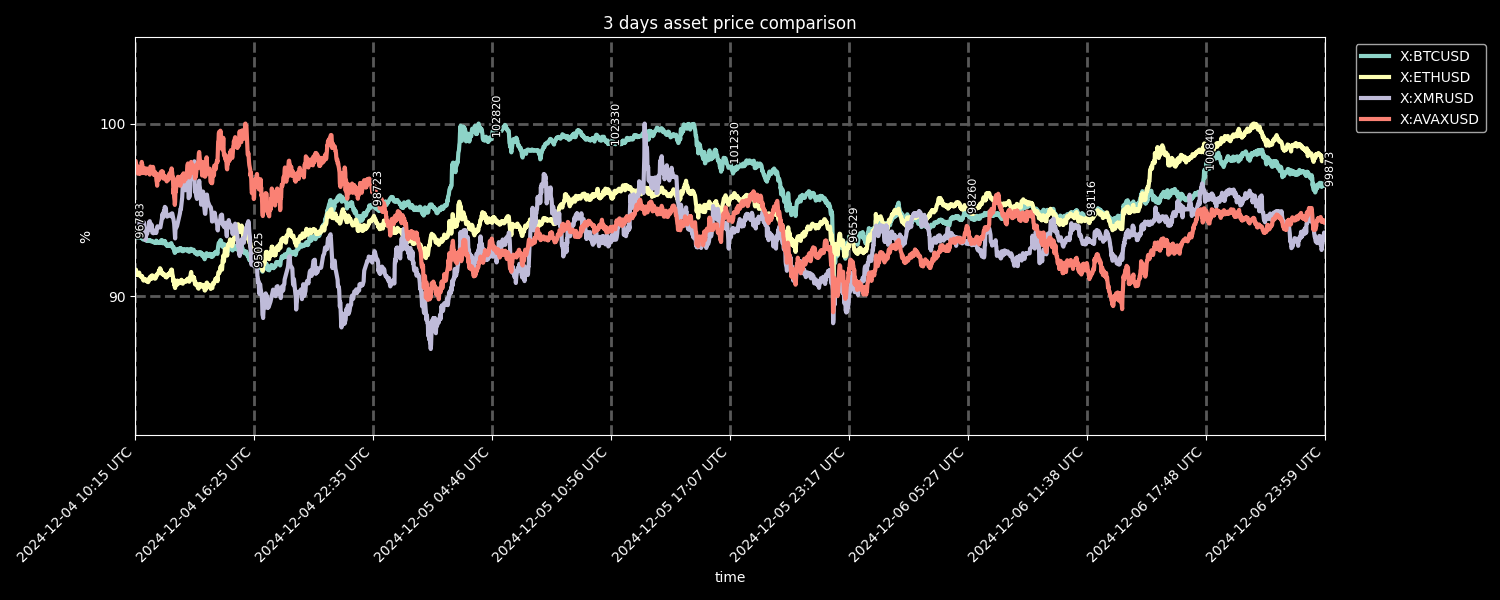 3 days asset price comparison
X:BTCUSD
X:ETHUSD
X:XMRUSD
X:AVAXUSD
100
90
%
96783
95025
98723
102820
102330
101230
96529
98260
98116
100840
99873
2024-12-04 10:15 UTC
2024-12-04 16:25 UTC
2024-12-04 22:35 UTC
2024-12-05 04:46 UTC
2024-12-05 10:56 UTC
2024-12-05 17:07 UTC
2024-12-05 23:17 UTC
2024-12-06 05:27 UTC
2024-12-06 11:38 UTC
2024-12-06 17:48 UTC
2024-12-06 23:59 UTC
time